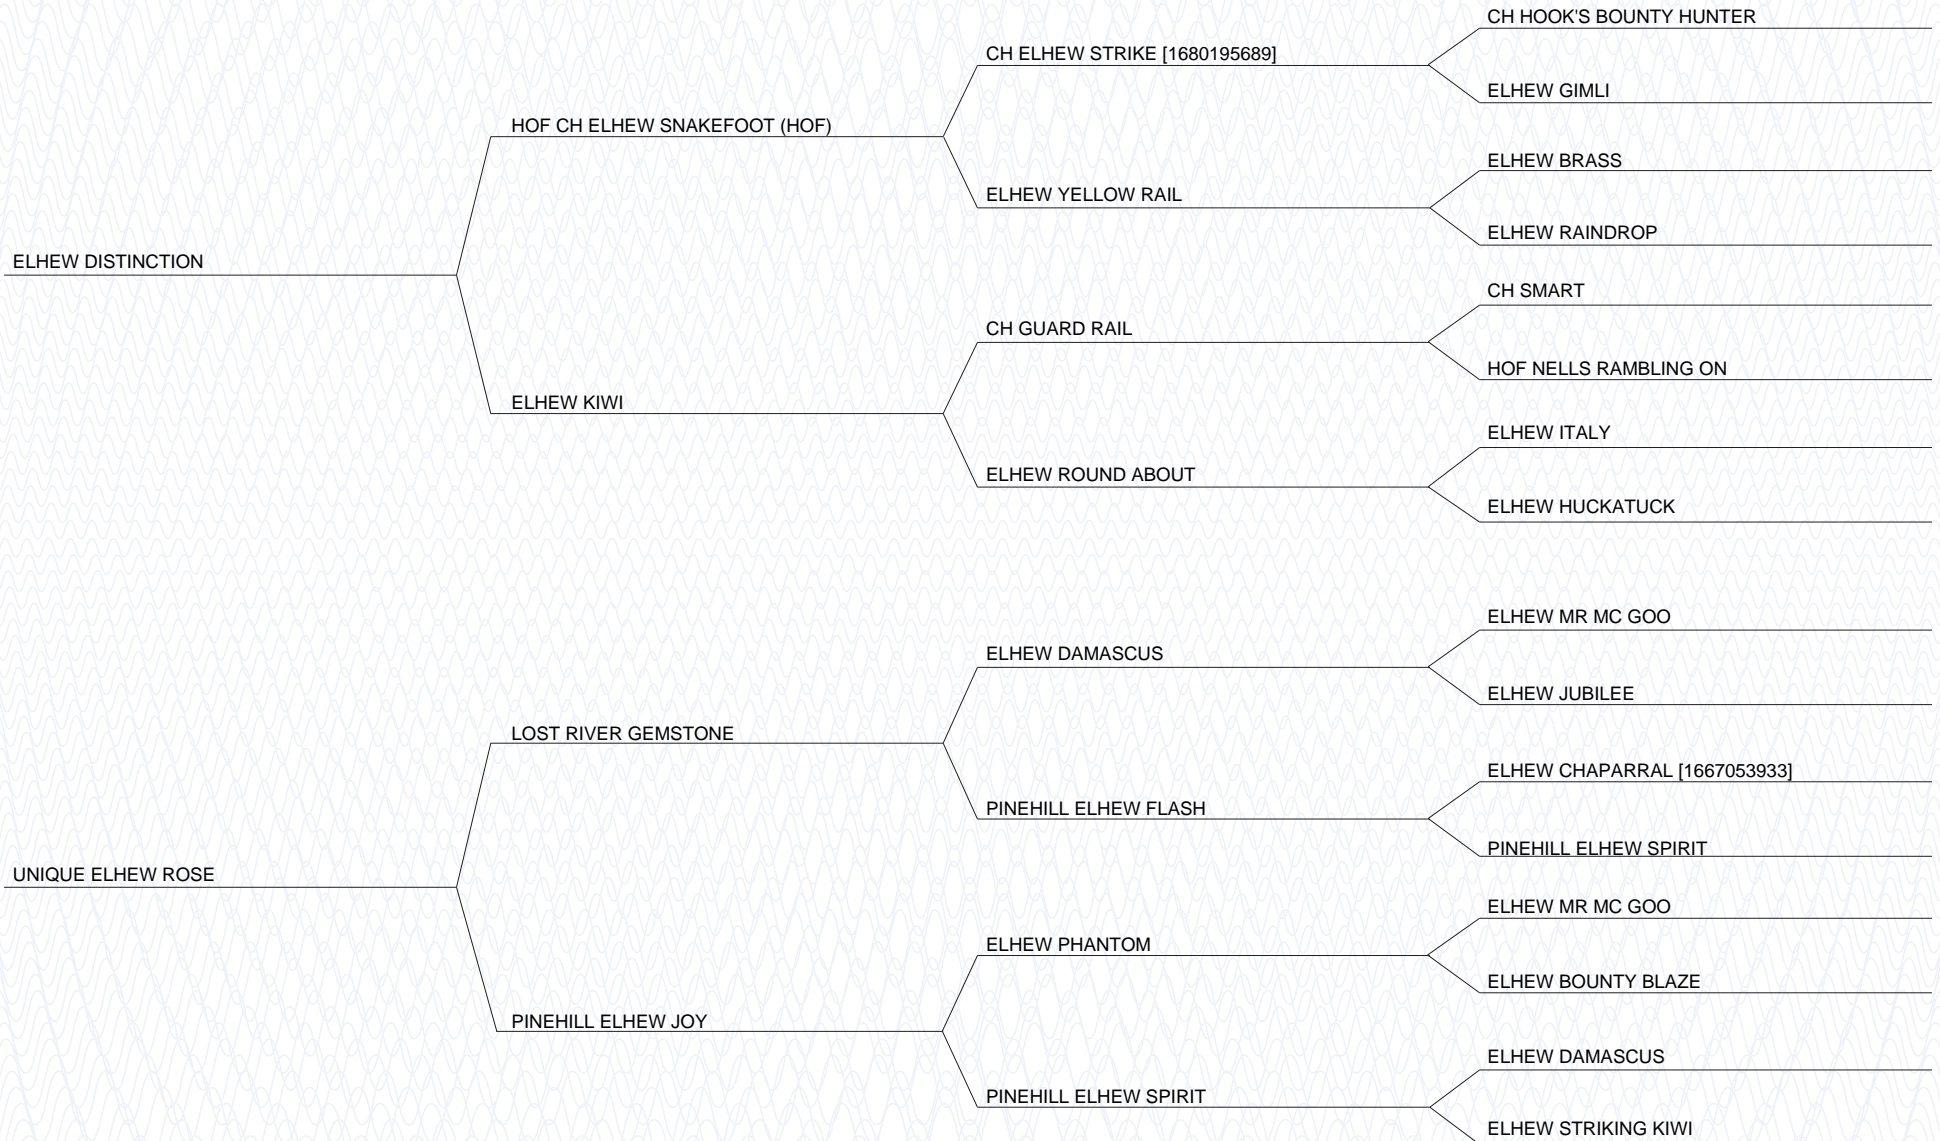 CH HOOK'S BOUNTY HUNTER
CH ELHEW STRIKE [1680195689]
ELHEW GIMLI
HOF CH ELHEW SNAKEFOOT (HOF)
ELHEW BRASS
ELHEW YELLOW RAIL
ELHEW RAINDROP
ELHEW DISTINCTION
CH SMART
CH GUARD RAIL
HOF NELLS RAMBLING ON
ELHEW KIWI
ELHEW ITALY
ELHEW ROUND ABOUT
ELHEW HUCKATUCK
ELHEW MR MC GOO
ELHEW DAMASCUS
ELHEW JUBILEE
LOST RIVER GEMSTONE
ELHEW CHAPARRAL [1667053933]
PINEHILL ELHEW FLASH
PINEHILL ELHEW SPIRIT
UNIQUE ELHEW ROSE
ELHEW MR MC GOO
ELHEW PHANTOM
ELHEW BOUNTY BLAZE
PINEHILL ELHEW JOY
ELHEW DAMASCUS
PINEHILL ELHEW SPIRIT
ELHEW STRIKING KIWI